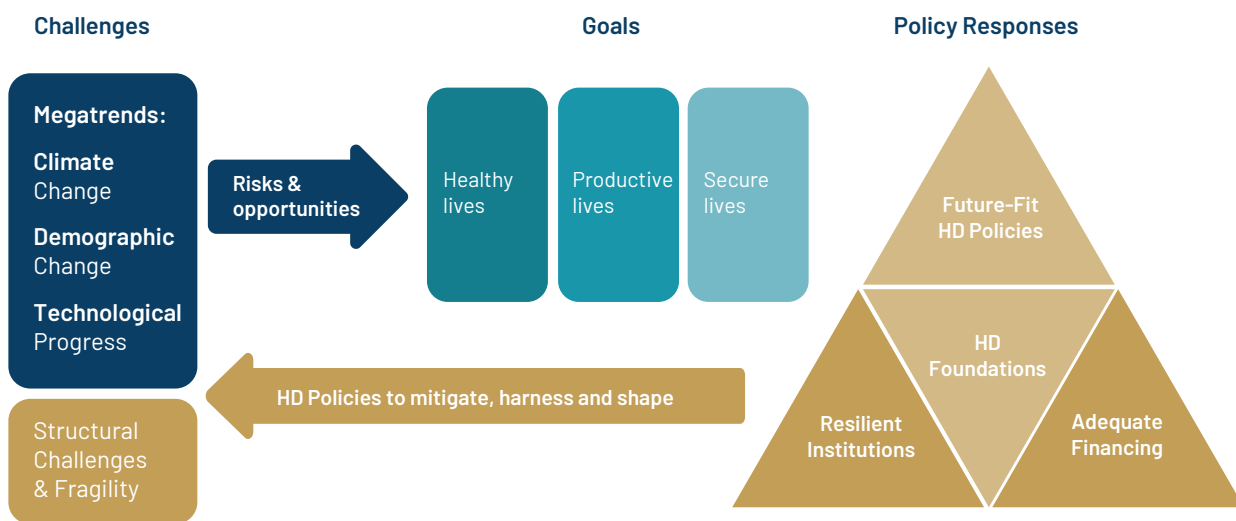 Challenges
Goals
Policy Responses
Megatrends:
Climate
Change
Demographic
Change
Technological
Progress
Structural
Challenges
& Fragility
Risks &
opportunities
Healthy
lives
Productive
lives
Secure
lives
HD Policies to mitigate, harness and shape
Future-Fit
HD Policies
HD
Foundations
Resilient
Institutions
Adequate
Financing